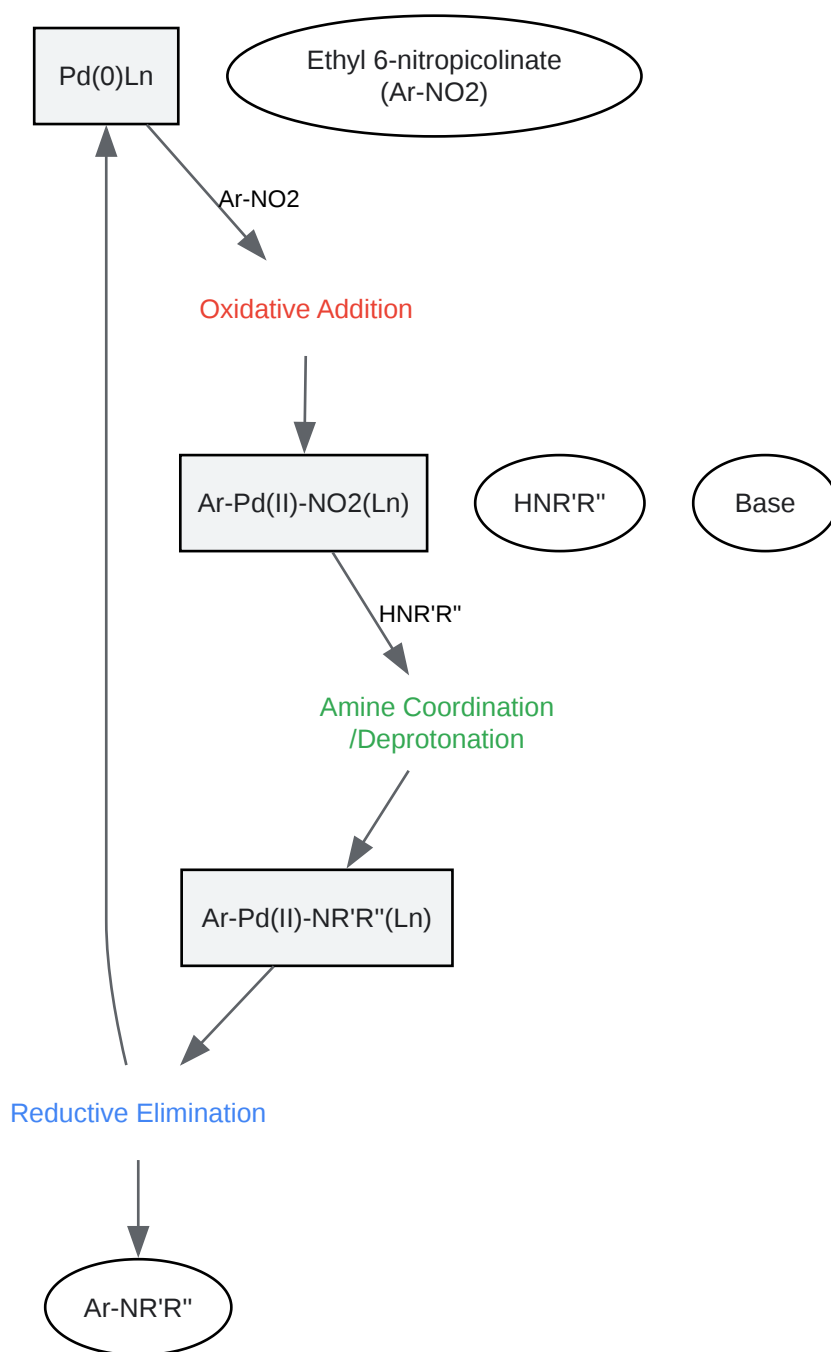 Pd(0)Ln
Ethyl 6-nitropicolinate
(Ar-NO2)
Ar-NO2
Oxidative Addition
Ar-Pd(II)-NO2(Ln)
HNR'R"
Base
HNR'R"
Amine Coordination
/Deprotonation
Ar-Pd(II)-NR'R"(Ln)
Reductive Elimination
Ar-NR'R"